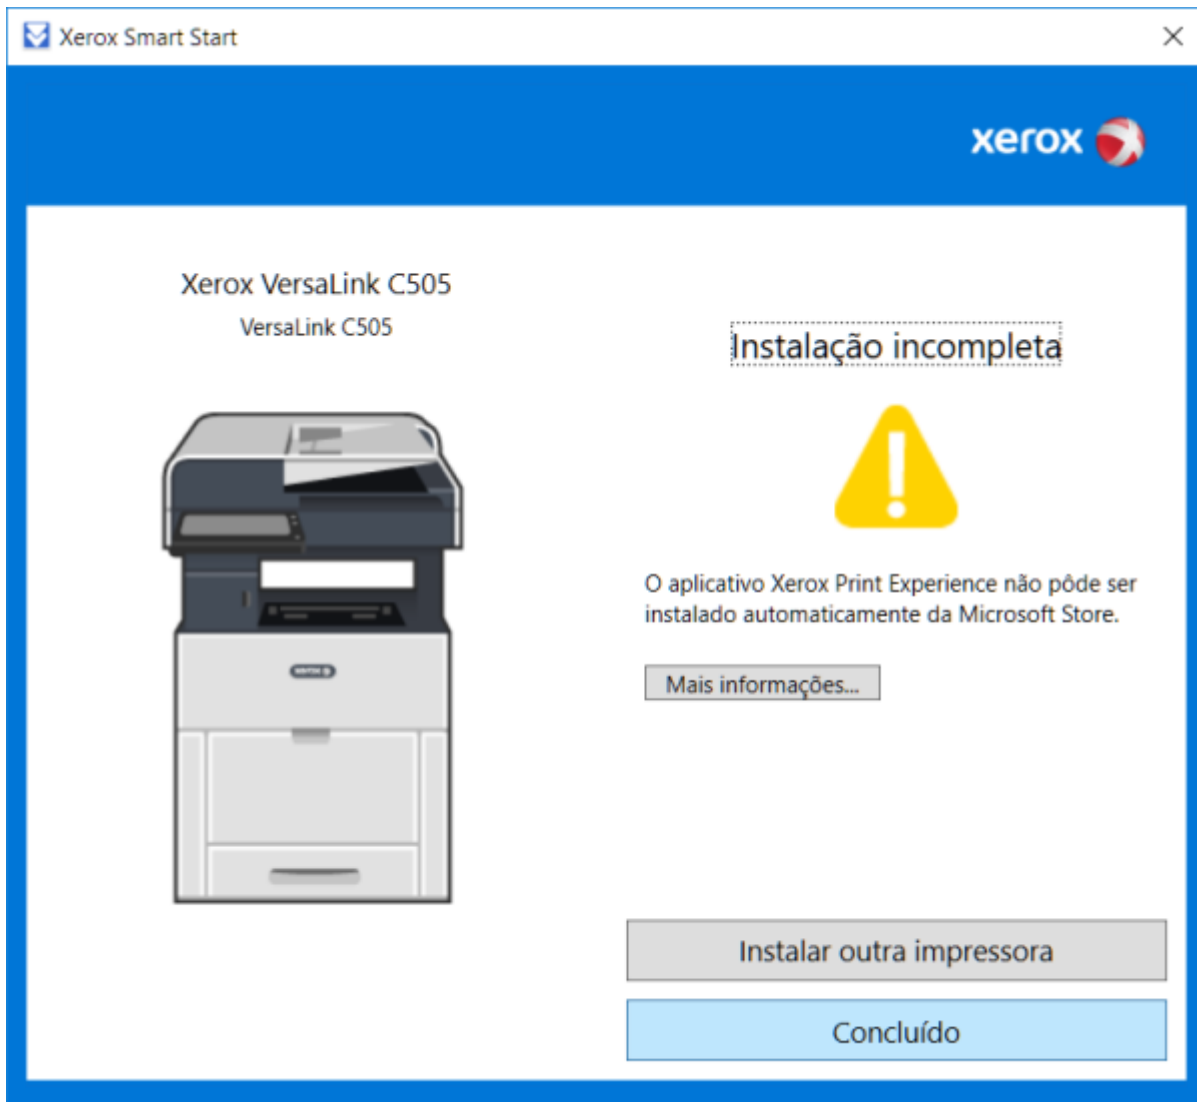 Xerox Smart Start
xerox
Xerox VersaLink C505
VersaLink C505
Instalação incompleta
O aplicativo Xerox Print Experience não pôde ser
instalado automaticamente da Microsoft Store.
Mais informações...
xerox
Instalar outra impressora
Concluído